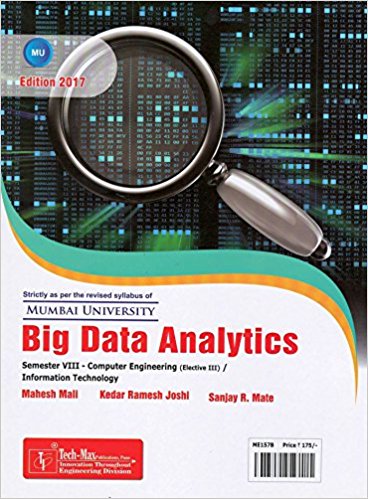 MU
Edition 2017
Strictly as per the revised syllabus of
MUMBAI UNIVERSITY
Big Data Analytics
Semester VIII - Computer Engineering (Elective III) /
Information Technology
Mahesh Mali Kedar Ramesh Joshi Sanjay R. Mate
Tech-Max
Publications, Pune
Innovation Throughout
Engineering Division
ME157B Price ₹ 175/-